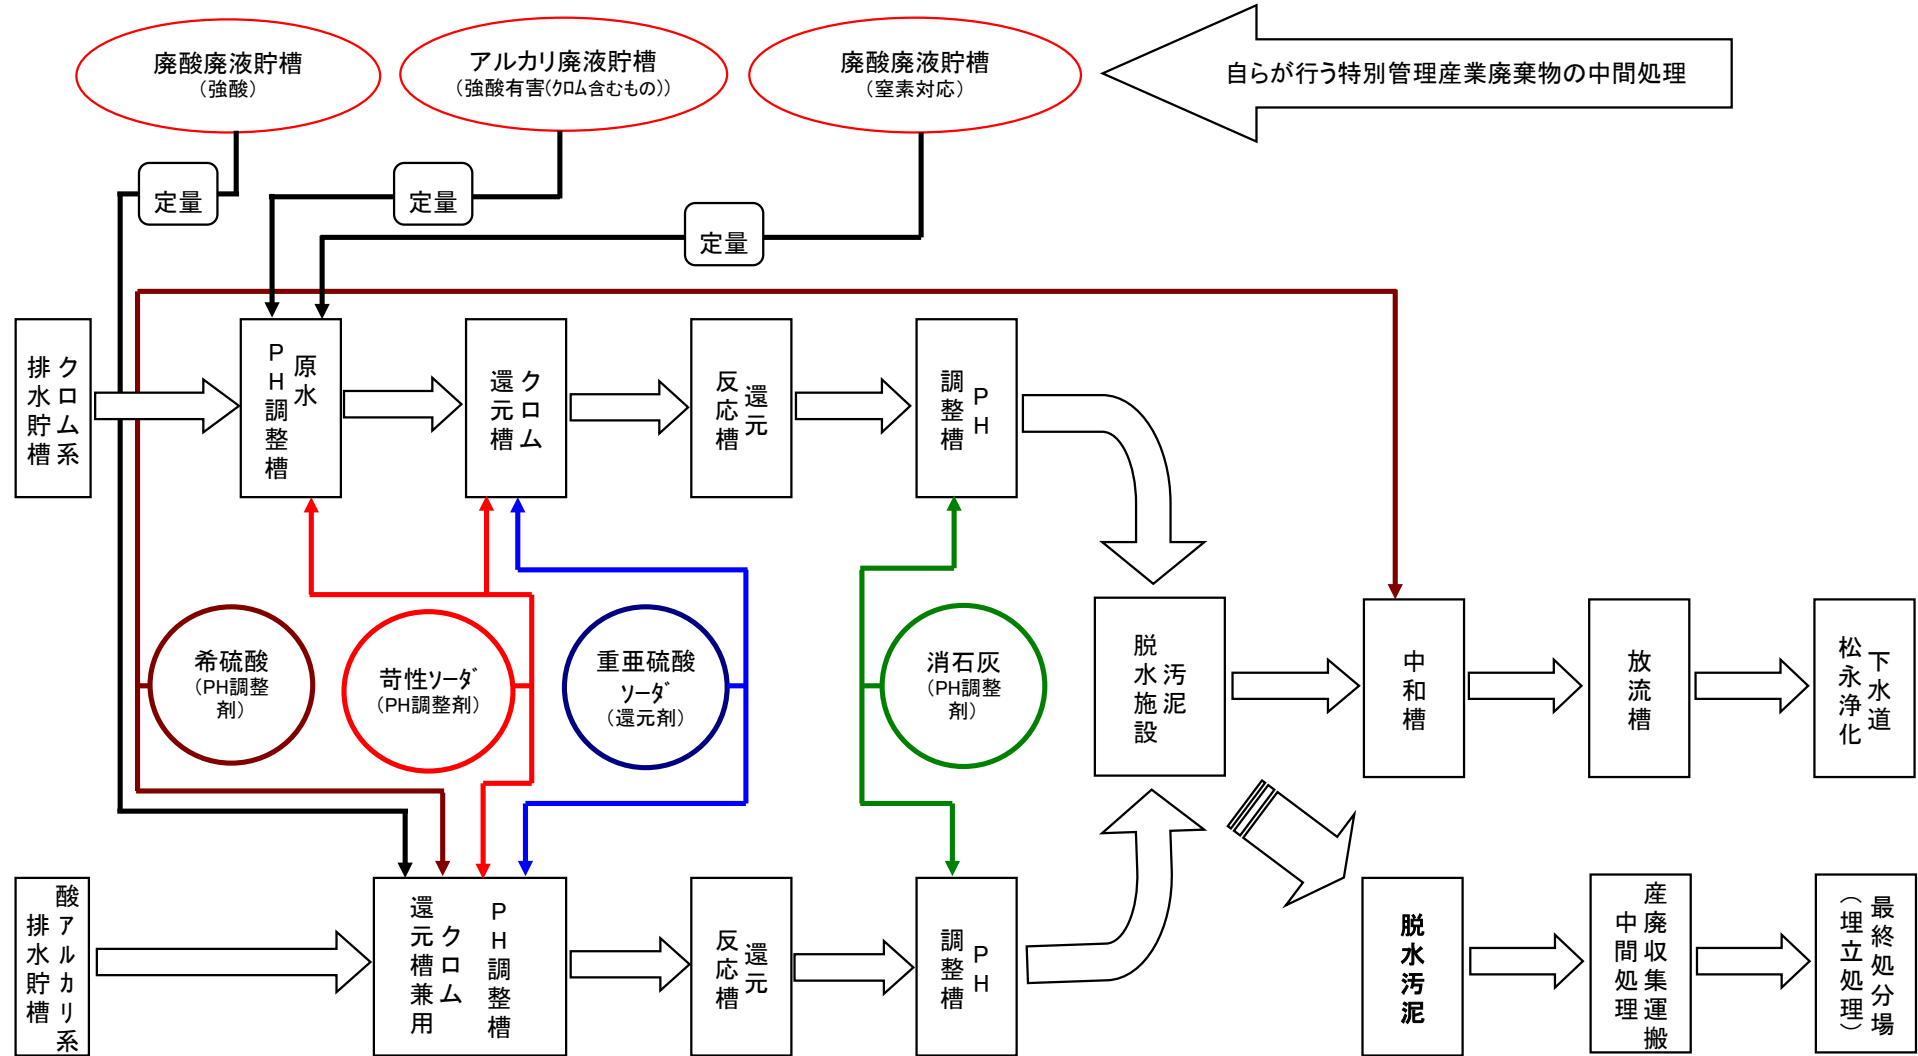 廃酸廃液貯槽
（強酸）
アルカリ廃液貯槽
（強酸有害（ｸﾛﾑ含むもの））
廃酸廃液貯槽
（窒素対応）
自らが行う特別管理産業廃棄物の中間処理
定量
定量
定量
クロム系
排水貯槽
原水
PH調整槽
クロム
還元槽
還元
反応槽
PH
調整槽
希硫酸
（PH調整
剤）
苛性ｿｰﾀﾞ
（PH調整剤）
重亜硫酸
ｿｰﾀﾞ
（還元剤）
消石灰
（PH調整
剤）
汚泥
脱水施設
中和槽
放流槽
下水道
松永浄化
酸アルカリ系
排水貯槽
PH調整槽
クロム
還元槽兼用
還元
反応槽
PH
調整槽
脱水汚泥
産廃収集運搬
中間処理
最終処分場
（埋立処理）